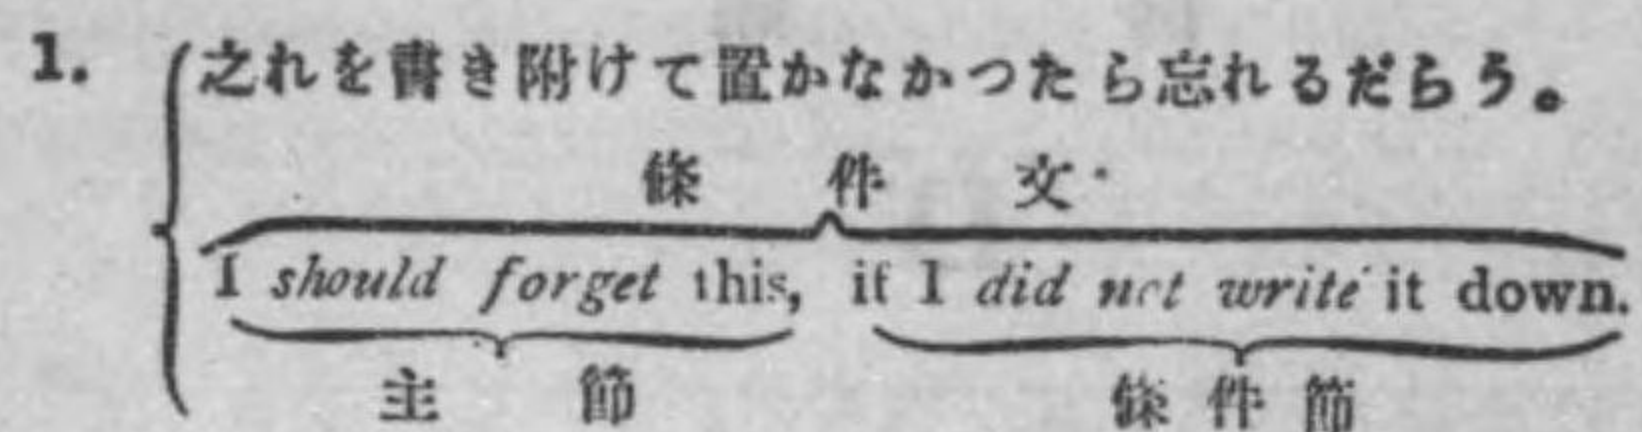 1. 之れを書き附けて置かなかつたら忘れるだらう。
條件文
I should forget this, if I did not write it down.
主節 條件節